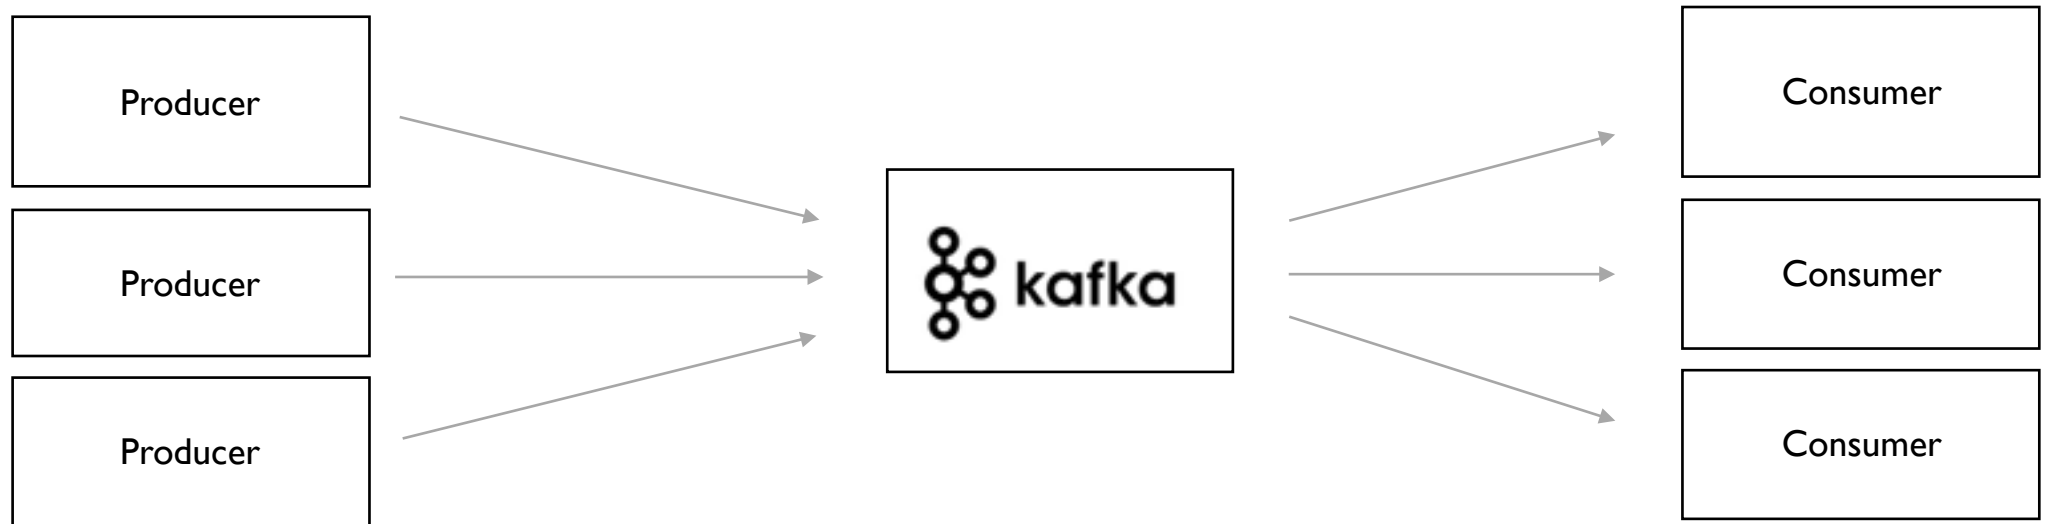 Producer
Producer
Producer
kafka
Consumer
Consumer
Consumer